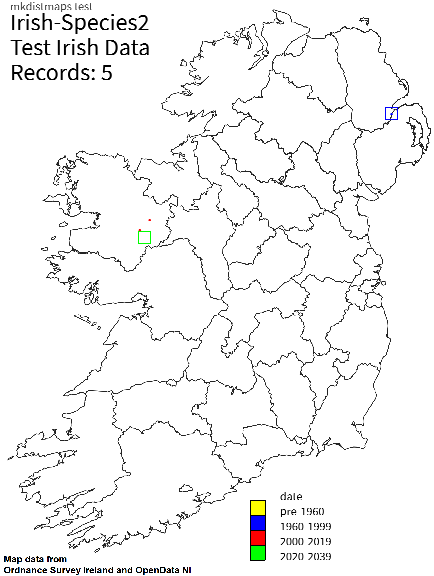 mkdistmaps test
Irish-Species2
Test Irish Data
Records: 5
date
pre 1960
1960 1999
2000 2019
2020 2039
Map data from
Ordnance Survey Ireland and OpenData NI